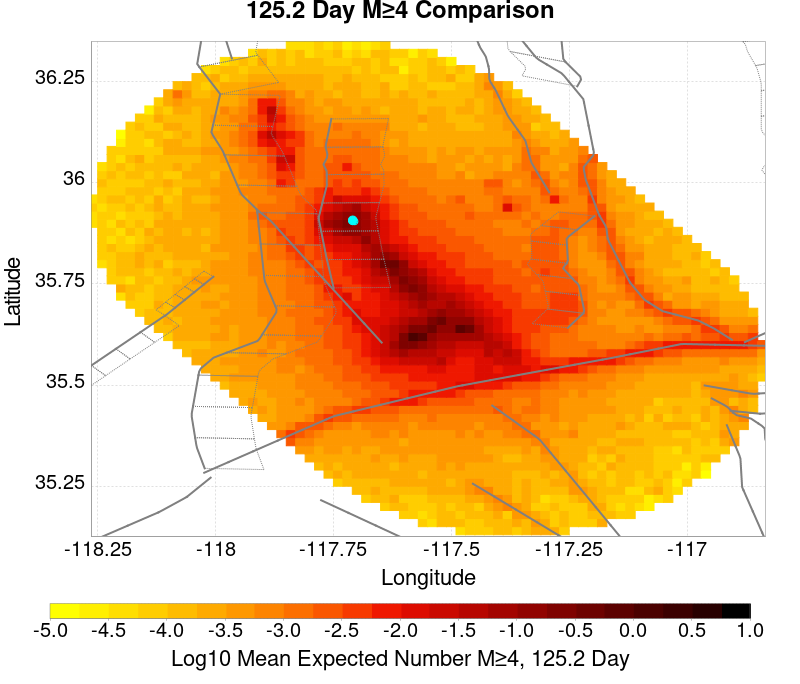 125.2 Day M≥4 Comparison
36.25
36
35.75
35.5
35.25
Latitude
-118.25 -118 -117.75 -117.5 -117.25 -117
Longitude
-5.0 -4.5 -4.0 -3.5 -3.0 -2.5 -2.0 -1.5 -1.0 -0.5 0.0 0.5 1.0
Log10 Mean Expected Number M≥4, 125.2 Day